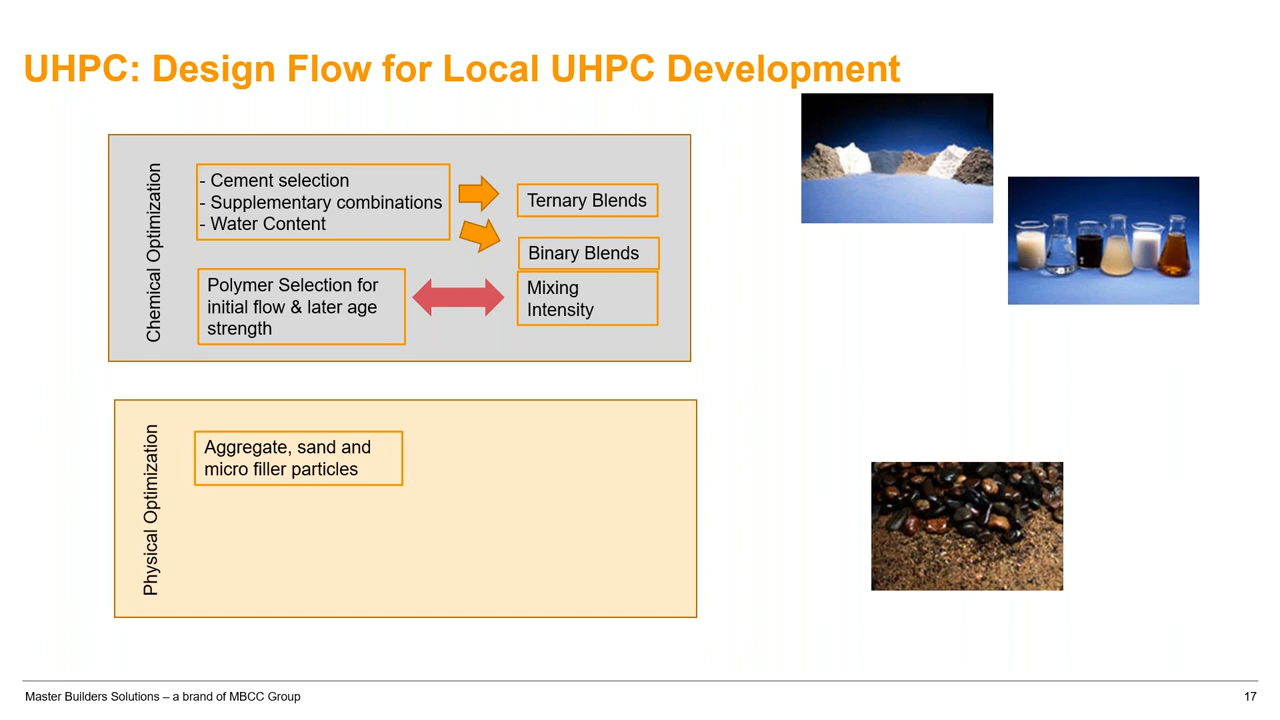 UHPC: Design Flow for Local UHPC Development
Chemical Optimization
- Cement selection
- Supplementary combinations
- Water Content
Ternary Blends
Binary Blends
Polymer Selection for
initial flow & later age
strength
Mixing
Intensity
Physical Optimization
Aggregate, sand and
micro filler particles
Master Builders Solutions – a brand of MBCC Group
17